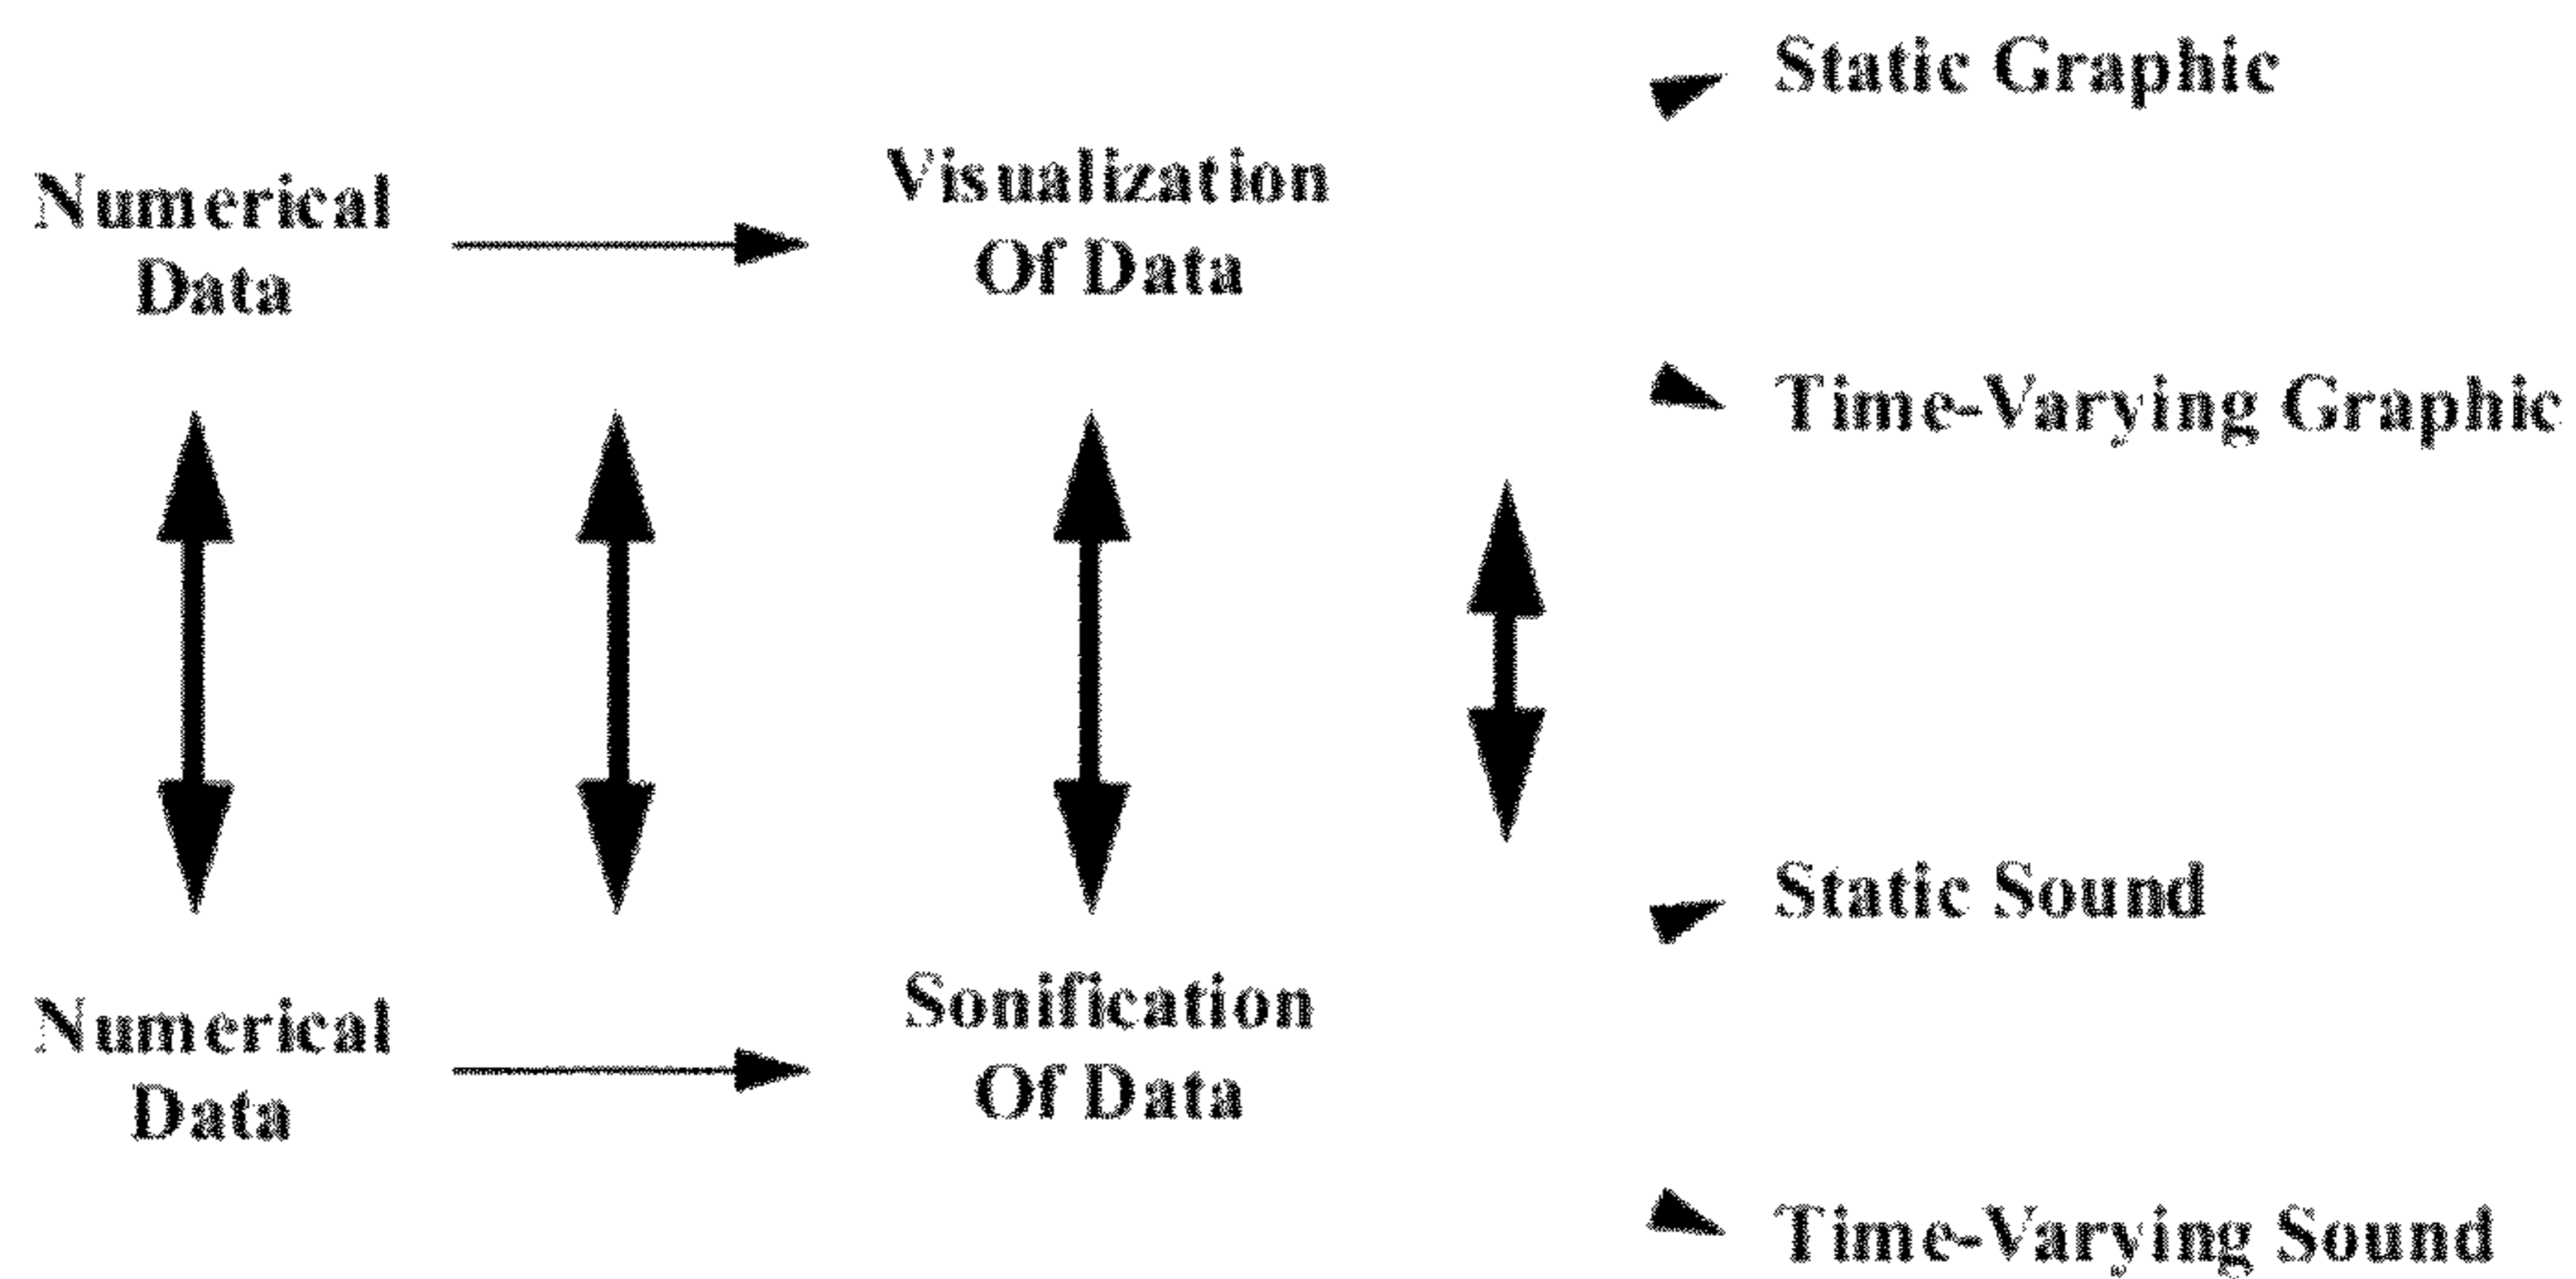 Static Graphic
Numerical
Data
Visualization
Of Data
Time-Varying Graphic
Static Sound
Numerical
Data
Sonification
Of Data
Time-Varying Sound